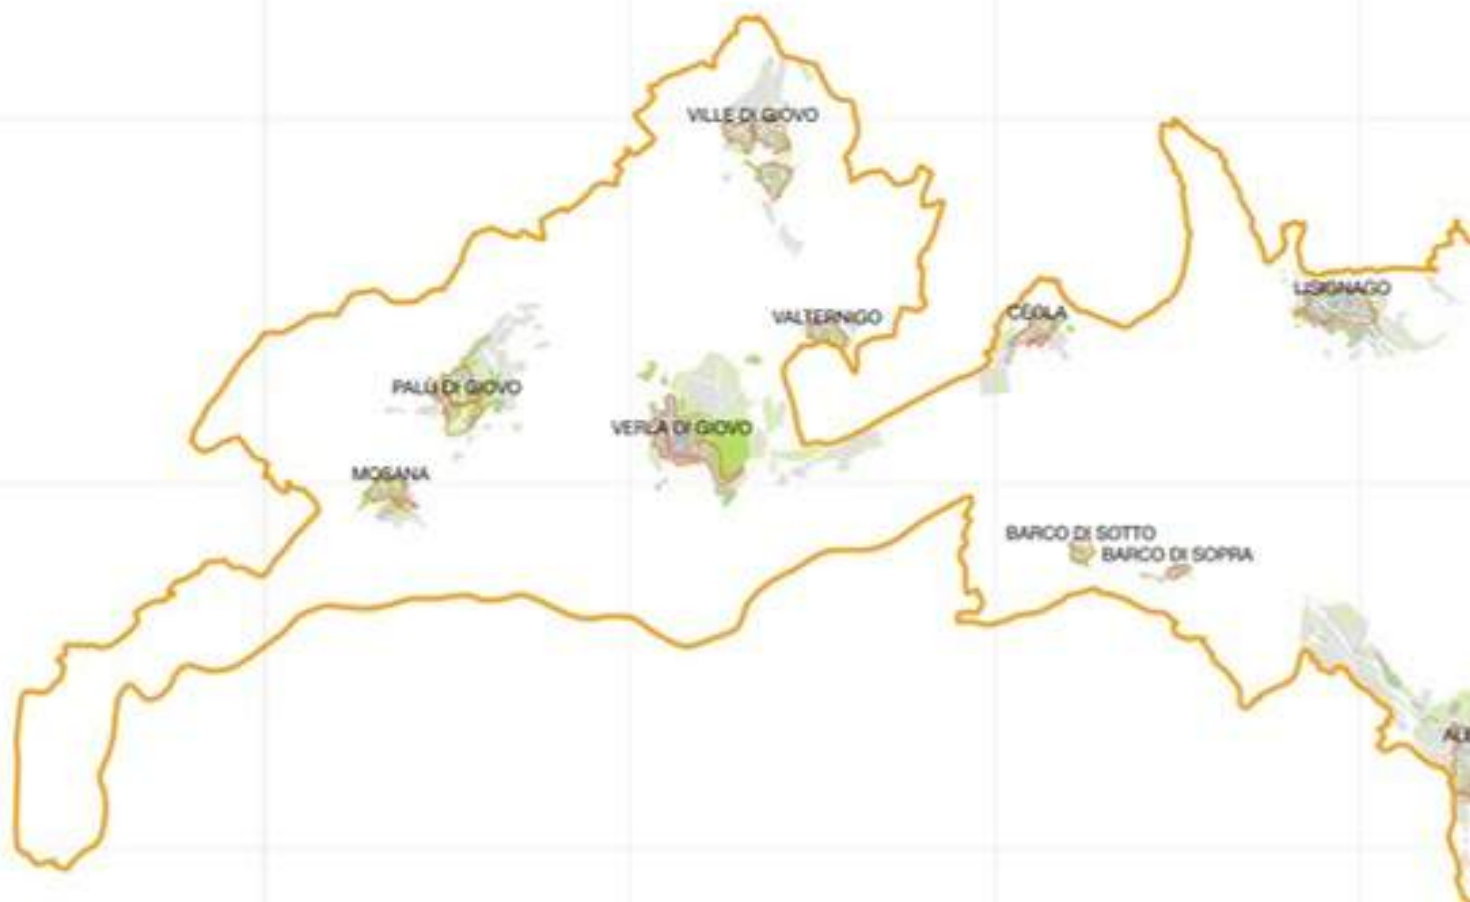 VILLE DI GIOVO
LISIGNAGO
CEOLA
VALTERNIGO
PALÙ DI GIOVO
VERLA DI GIOVO
MOSANA
BARCO DI SOTTO
BARCO DI SOPRA